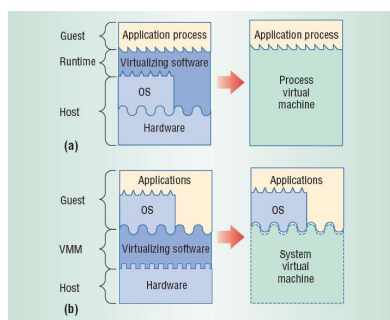 Guest
Application process
Application process
Runtime
Virtualizing software
OS
Process
virtual
machine
Host
Hardware
(a)
Guest
Applications
Applications
OS
OS
VMM
Virtualizing software
System
virtual
machine
Host
Hardware
(b)